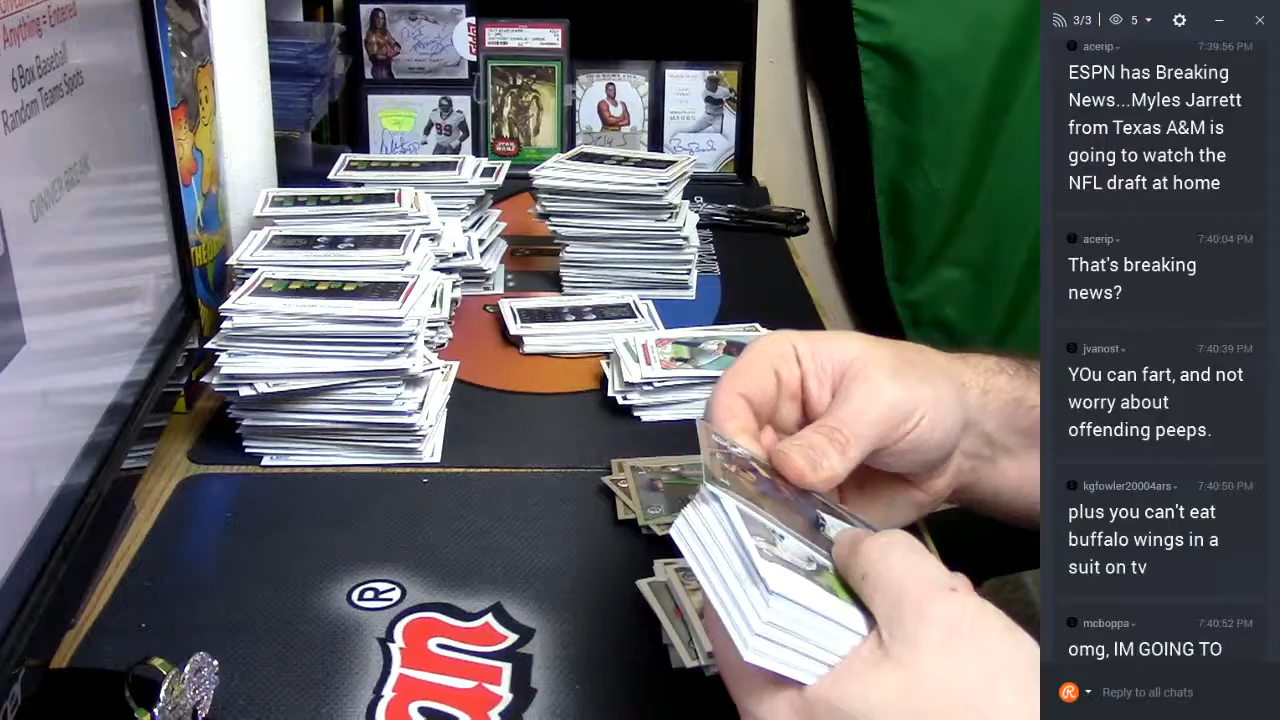 Anything = Entered
6 Box Baseball
Random Teams Spots
DINNER BREAK
STAR WARS
99
®
an
3/3
5
acerip
7:39:56 PM
ESPN has Breaking
News...Myles Jarrett
from Texas A&M is
going to watch the
NFL draft at home
acerip
7:40:04 PM
That's breaking
news?
jvanost
7:40:39 PM
YOu can fart, and not
worry about
offending peeps.
kgfowler20004ars
7:40:50 PM
plus you can't eat
buffalo wings in a
suit on tv
mcboppa
7:40:52 PM
omg, IM GOING TO
Reply to all chats